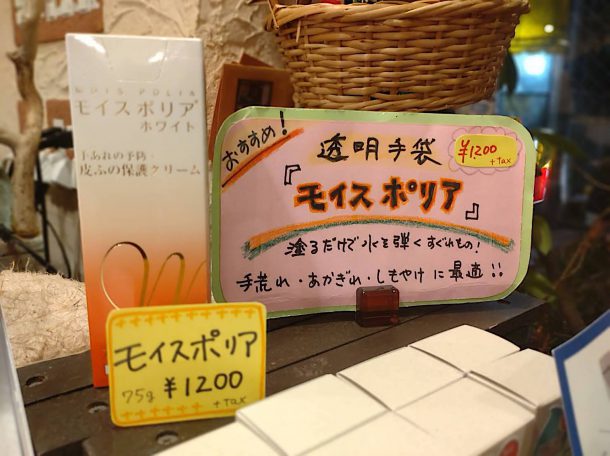 MOIS POLIA
モイスポリア
ホワイト
手あれの予防
皮ふの保護クリーム
おすすめ!
透明手袋
¥1,200
+tax
『モイスポリア』
塗るだけで水を弾くすぐれもの!
手荒れ・あかぎれ・しもやけに最適!!
モイスポリア
75g ¥1200
+tax